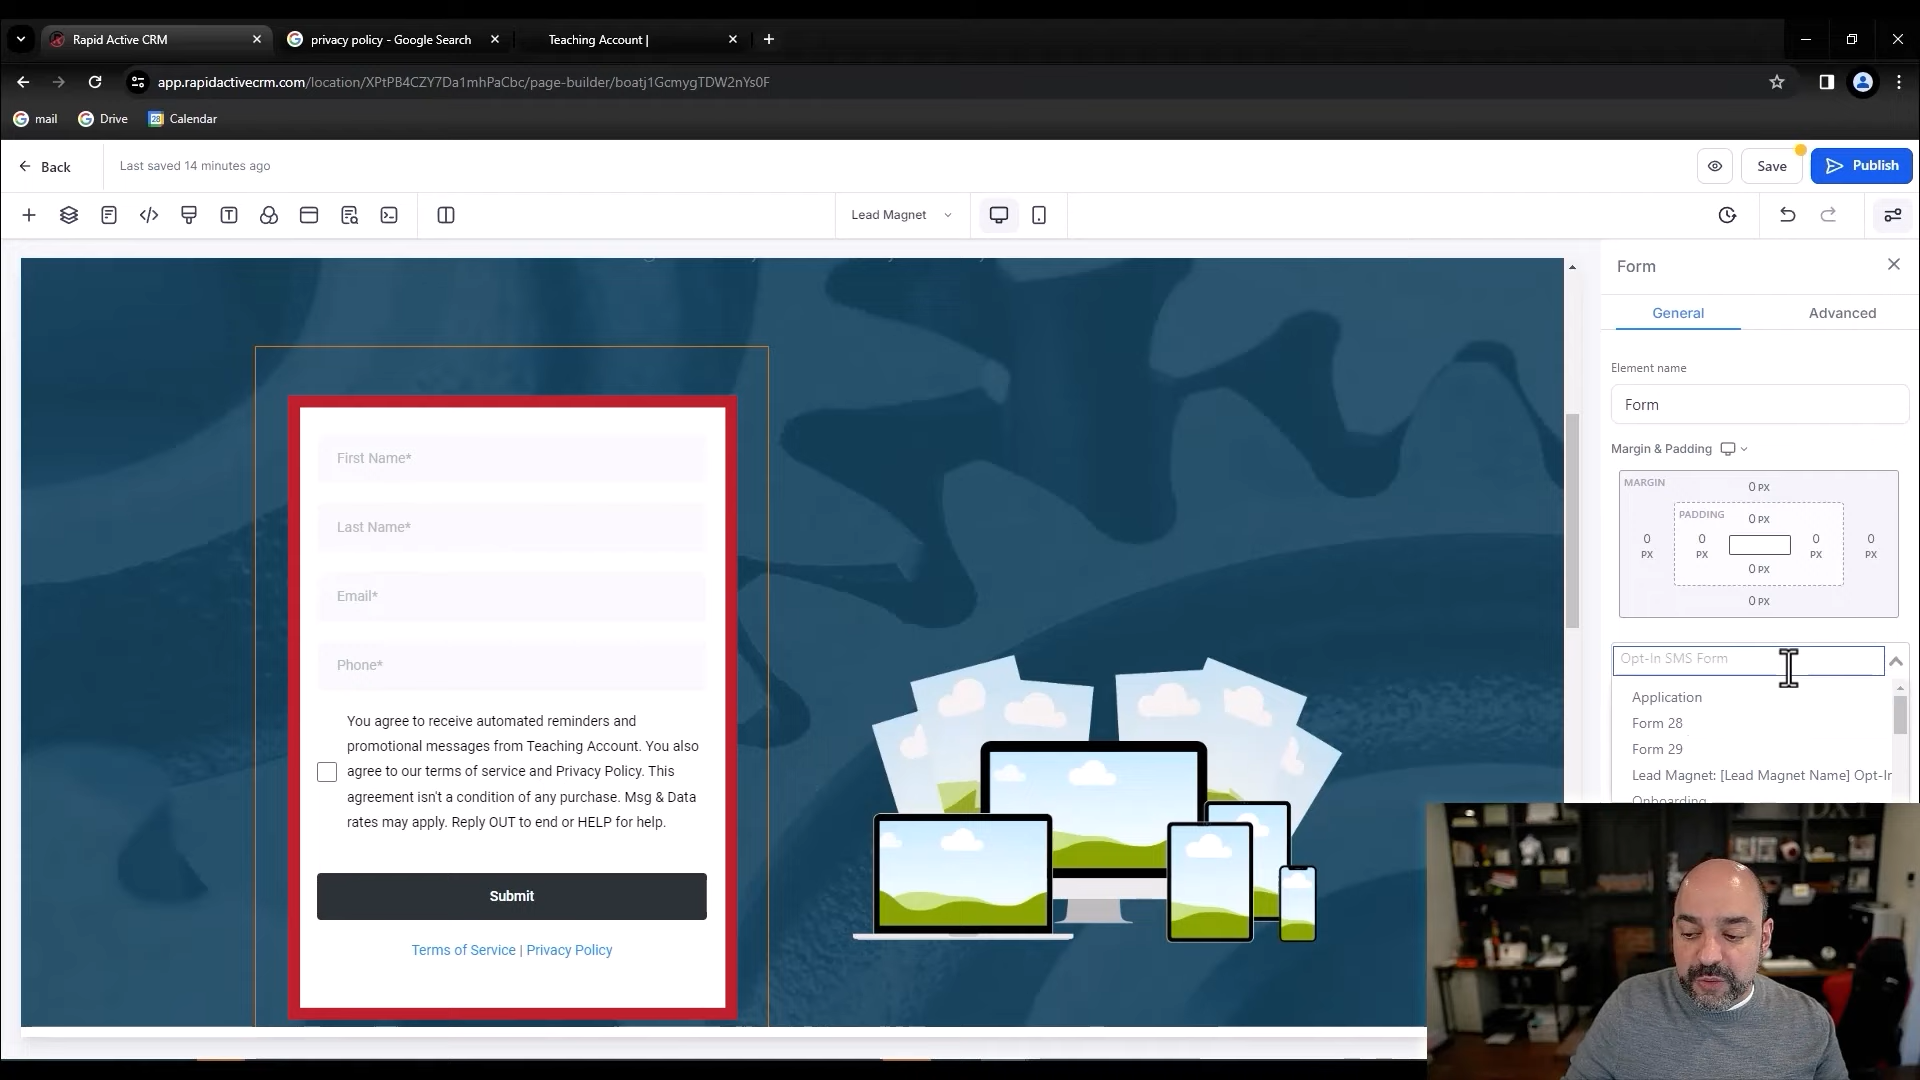 Rapid Active CRM
privacy policy - Google Search
Teaching Account |
app.rapidactivecrm.com/location/XPtPB4CZY7Da1mhPaCbc/page-builder/boatj1GcmygTDW2nYs0F
mail
Drive
28
Calendar
Back
Last saved 14 minutes ago
Save
Publish
Lead Magnet
Form
General
Advanced
Element name
Form
Margin & Padding
MARGIN
0 PX
PADDING
0 PX
0 PX
0 PX
0 PX
0 PX
0 PX
0 PX
Opt-In SMS Form
Application
Form 28
Form 29
Lead Magnet: [Lead Magnet Name] Opt-In
Onboarding
First Name*
Last Name*
Email*
Phone*
You agree to receive automated reminders and
promotional messages from Teaching Account. You also
agree to our terms of service and Privacy Policy. This
agreement isn't a condition of any purchase. Msg & Data
rates may apply. Reply OUT to end or HELP for help.
Submit
Terms of Service | Privacy Policy